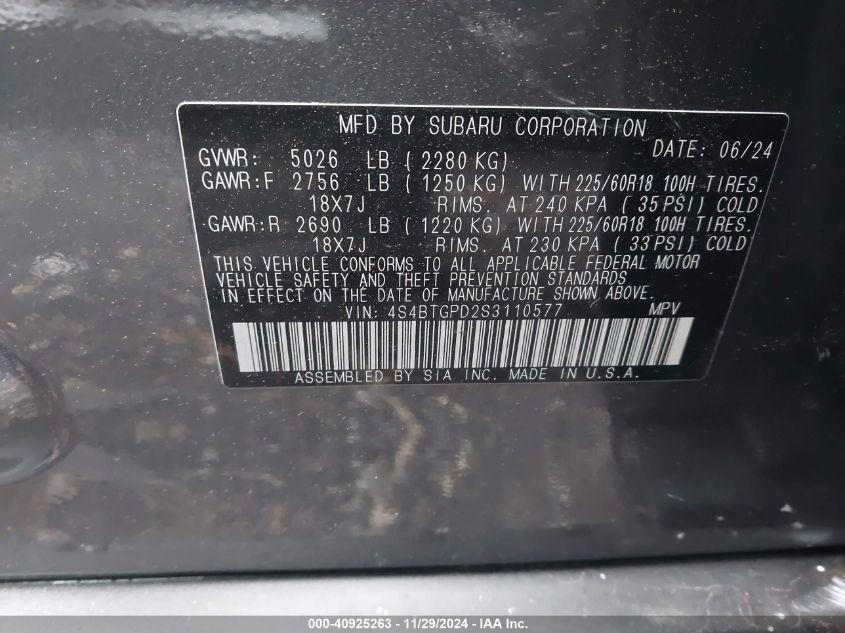 MFD BY SUBARU CORPORATION
DATE: 06/24
GVWR: 5026 LB (2280 KG)
GAWR:F 2756 LB (1250 KG) WITH 225/60R18 100H TIRES.
18X7J RIMS. AT 240 KPA (35 PSI) COLD
GAWR:R 2690 LB (1220 KG) WITH 225/60R18 100H TIRES.
18X7J RIMS. AT 230 KPA (33 PSI) COLD
THIS VEHICLE CONFORMS TO ALL APPLICABLE FEDERAL MOTOR
VEHICLE SAFETY AND THEFT PREVENTION STANDARDS
IN EFFECT ON THE DATE OF MANUFACTURE SHOWN ABOVE.
VIN: 4S4BTGPD2S3110577 MPV
ASSEMBLED BY SIA INC. MADE IN U.S.A.
000-40925263 - 11/29/2024 - IAA Inc.